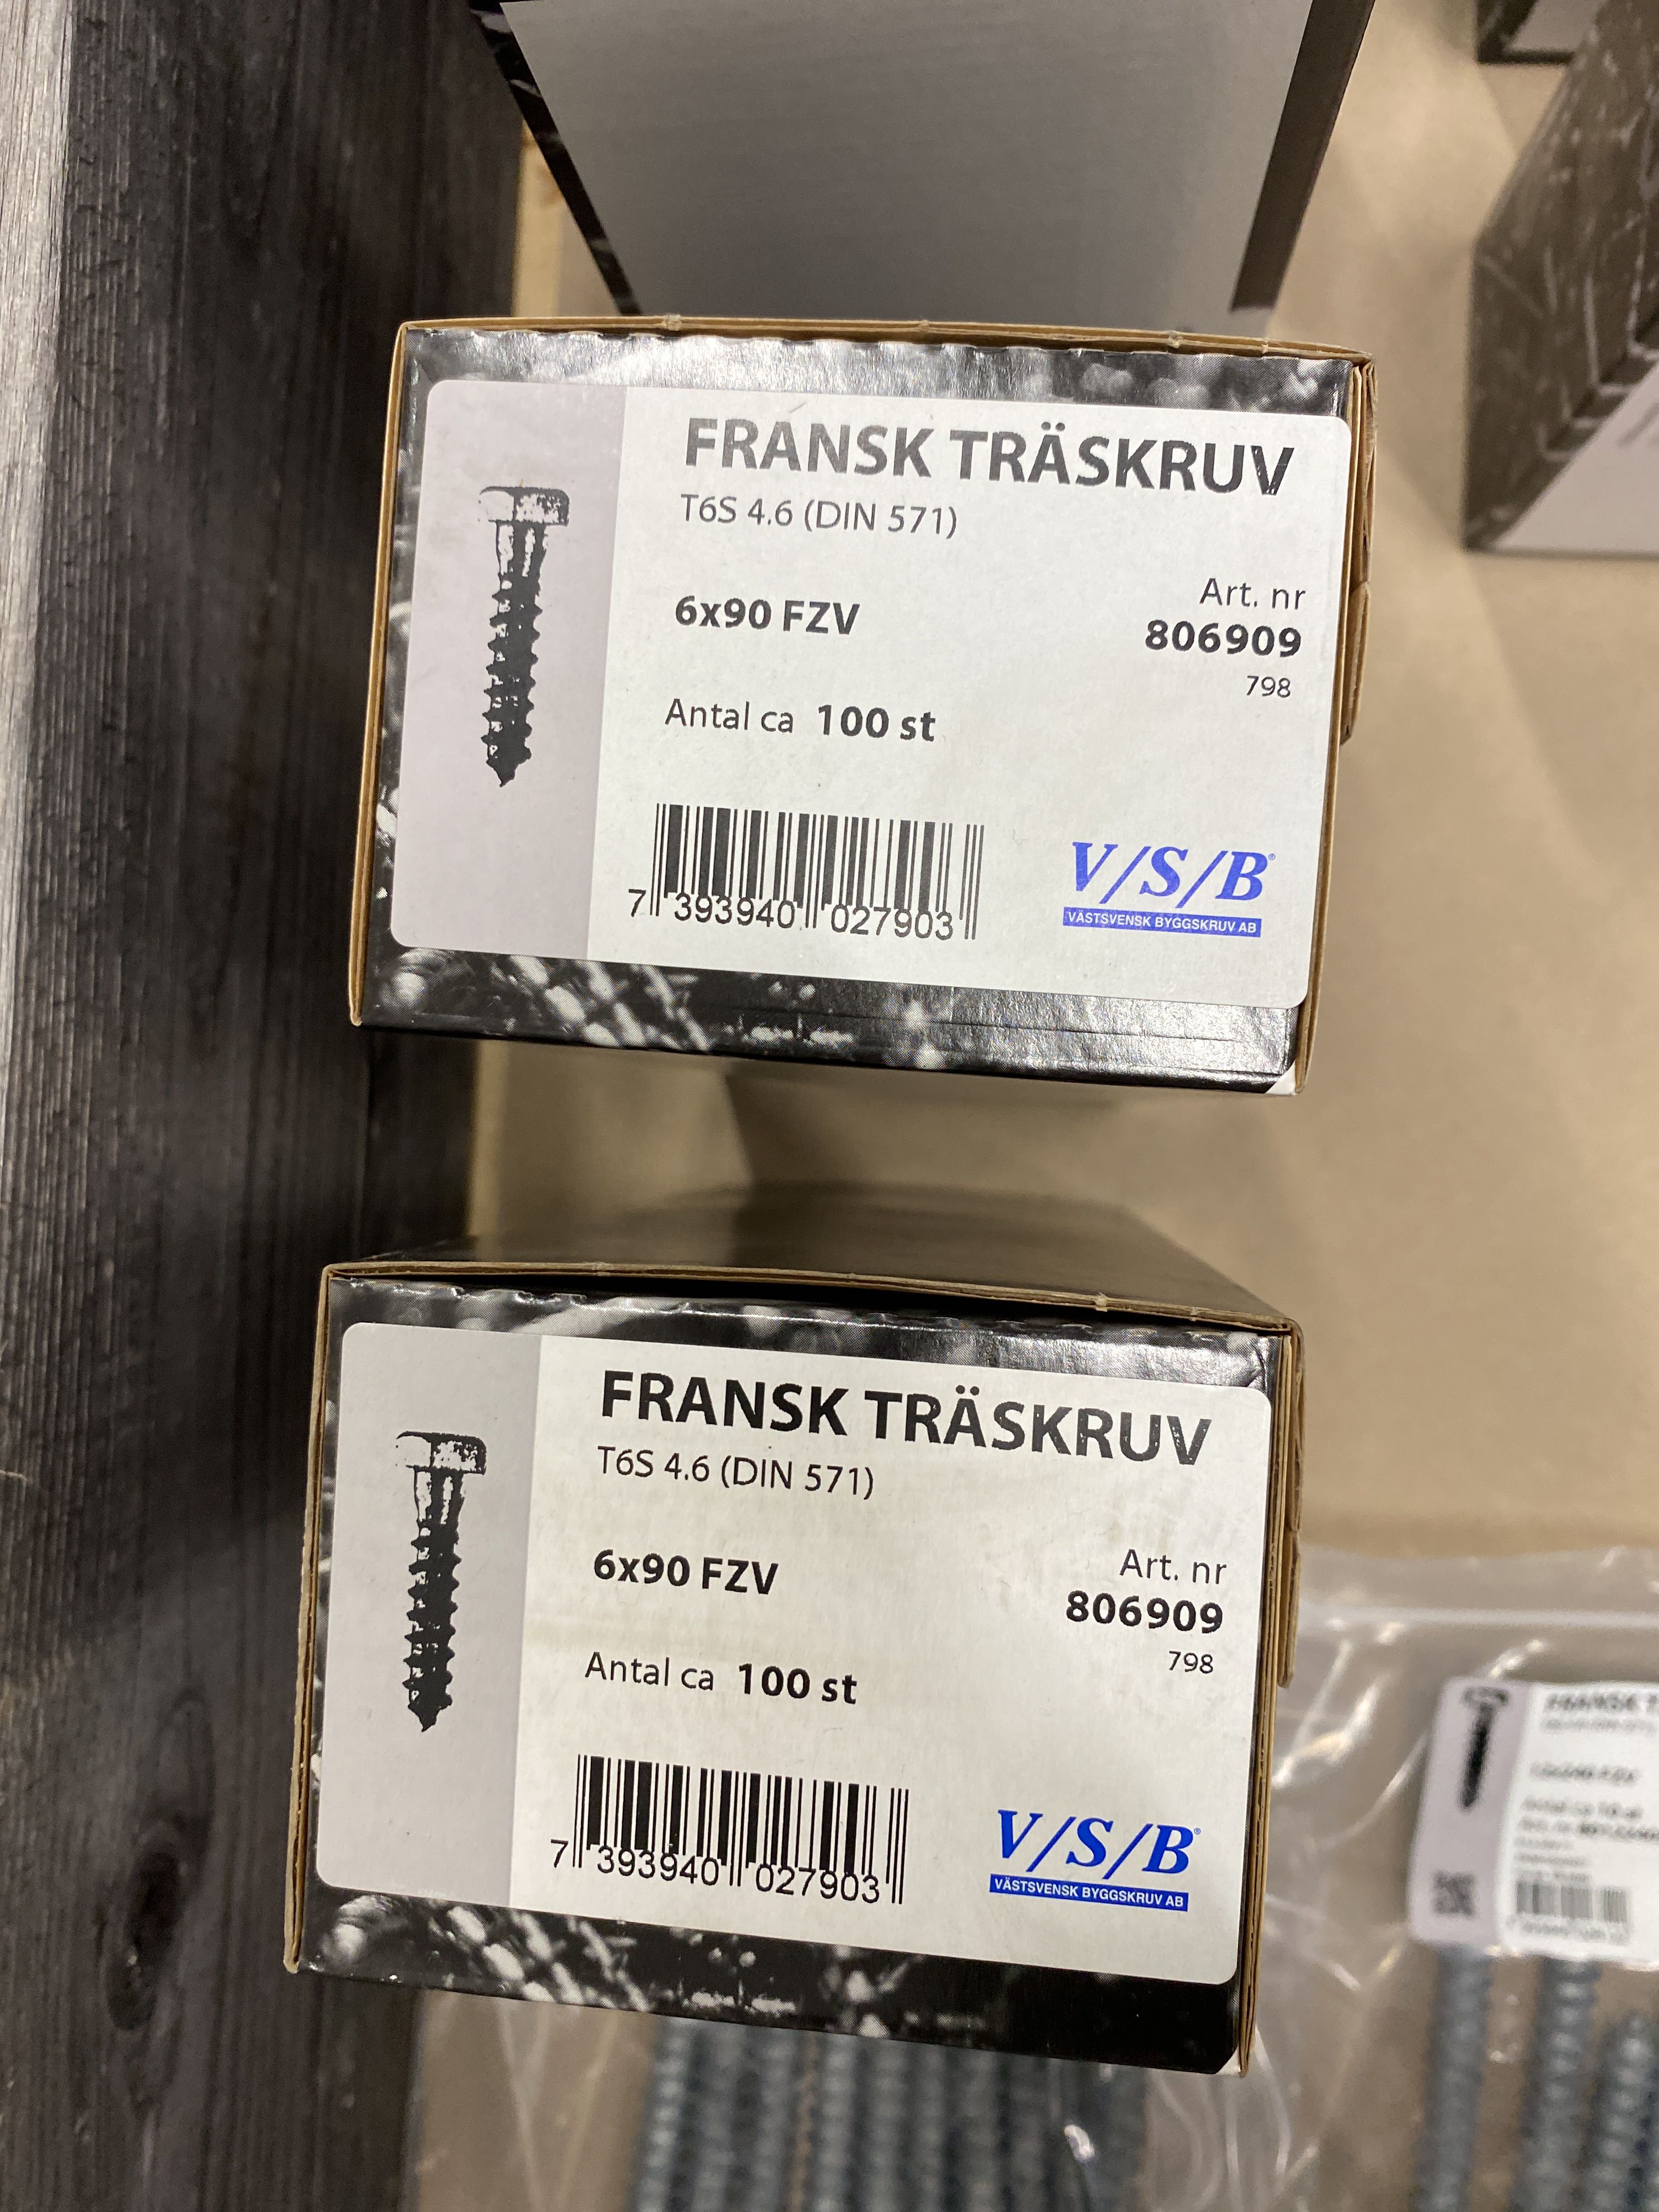 FRANSK TRÄSKRUV
T6S 4.6 (DIN 571)
6x90 FZV
Art. nr
806909
798
Antal ca 100 st
7 393940 027903
V/S/B®
VÄSTSVENSK BYGGSKRUV AB
FRANSK TRÄSKRUV
T6S 4.6 (DIN 571)
6x90 FZV
Art. nr
806909
798
Antal ca 100 st
7 393940 027903
V/S/B®
VÄSTSVENSK BYGGSKRUV AB
FRANSK